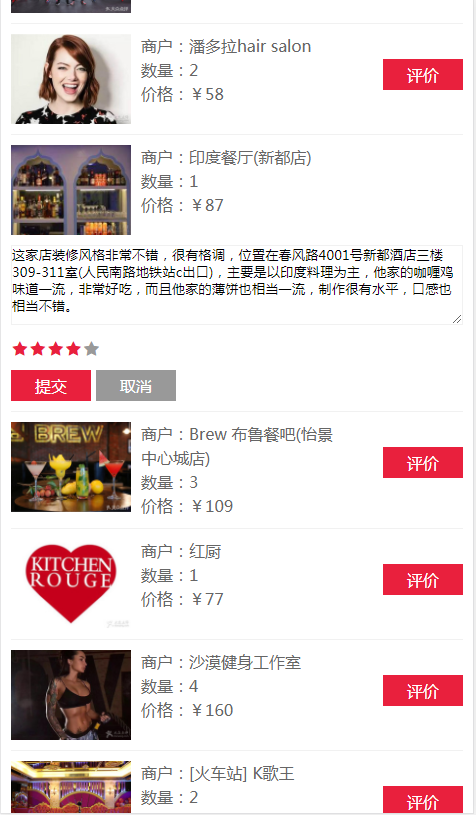 商户：潘多拉hair salon
数量：2
价格：￥58
评价
商户：印度餐厅(新都店)
数量：1
价格：￥87
这家店装修风格非常不错，很有格调，位置在春风路4001号新都酒店三楼
309-311室(人民南路地铁站c出口)，主要是以印度料理为主，他家的咖喱鸡
味道一流，非常好吃，而且他家的薄饼也相当一流，制作很有水平，口感也
相当不错。
提交
取消
BREW
商户：Brew 布鲁餐吧(怡景
中心城店)
数量：3
价格：￥109
评价
KITCHEN
ROUGE
商户：红厨
数量：1
价格：￥77
评价
商户：沙漠健身工作室
数量：4
价格：￥160
评价
商户：[火车站] K歌王
数量：2
评价